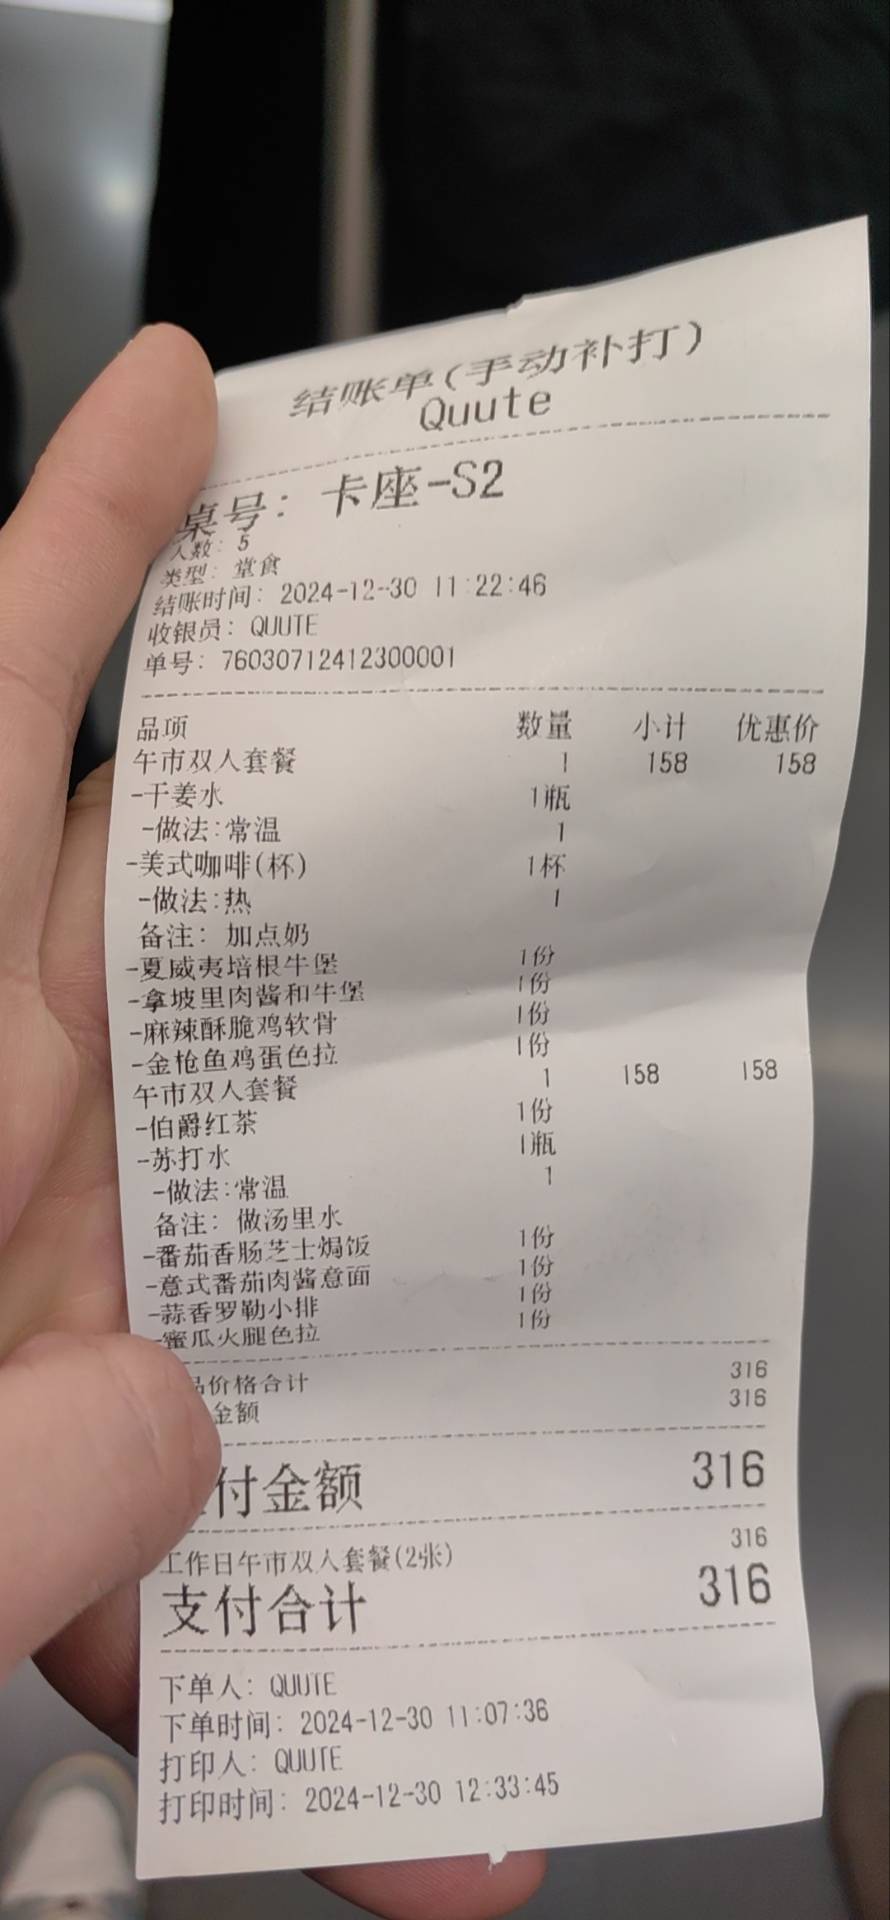 结账单(手动补打)
Quute
桌号: 卡座-S2
人数: 5
类型: 堂食
结账时间: 2024-12-30 11:22:46
收银员: QUUTE
单号: 76030712412300001
品项 数量 小计 优惠价
午市双人套餐 1 158 158
-干姜水 1瓶
-做法:常温 1
-美式咖啡(杯) 1杯
-做法:热 1
备注: 加点奶
-夏威夷培根牛堡 1份
-拿坡里肉酱和牛堡 1份
-麻辣酥脆鸡软骨 1份
-金枪鱼鸡蛋色拉 1份
午市双人套餐 1 158 158
-伯爵红茶 1份
-苏打水 1瓶
-做法:常温 1
备注: 做汤里水
-番茄香肠芝士焗饭 1份
-意式番茄肉酱意面 1份
-蒜香罗勒小排 1份
-蜜瓜火腿色拉 1份
品价格合计 316
金额 316
付金额 316
工作日午市双人套餐(2张) 316
支付合计 316
下单人: QUUTE
下单时间: 2024-12-30 11:07:36
打印人: QUUTE
打印时间: 2024-12-30 12:33:45